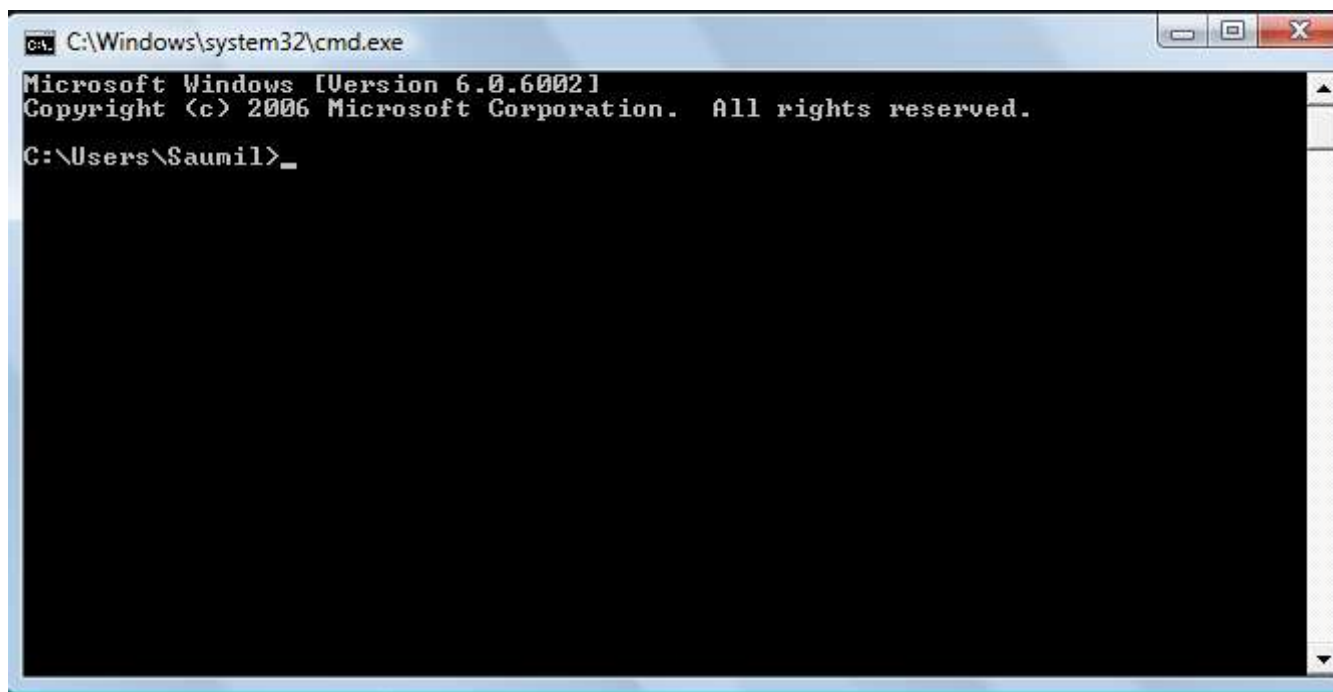 C:\Windows\system32\cmd.exe
Microsoft Windows [Version 6.0.6002]
Copyright (c) 2006 Microsoft Corporation.  All rights reserved.
C:\Users\Saumil>_